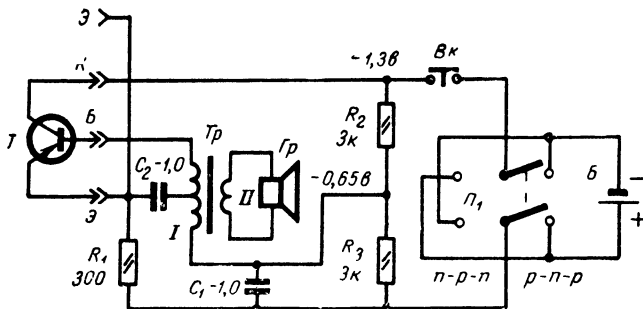 Э
К
-1,3в
Вк
Т
Б
Тр
Гр
R₂
3к
C₂-1,0
-0,65в
Э
I
II
П₁
Б
-
+
R₁
300
C₁-1,0
R₃
3к
n-p-n
p-n-p